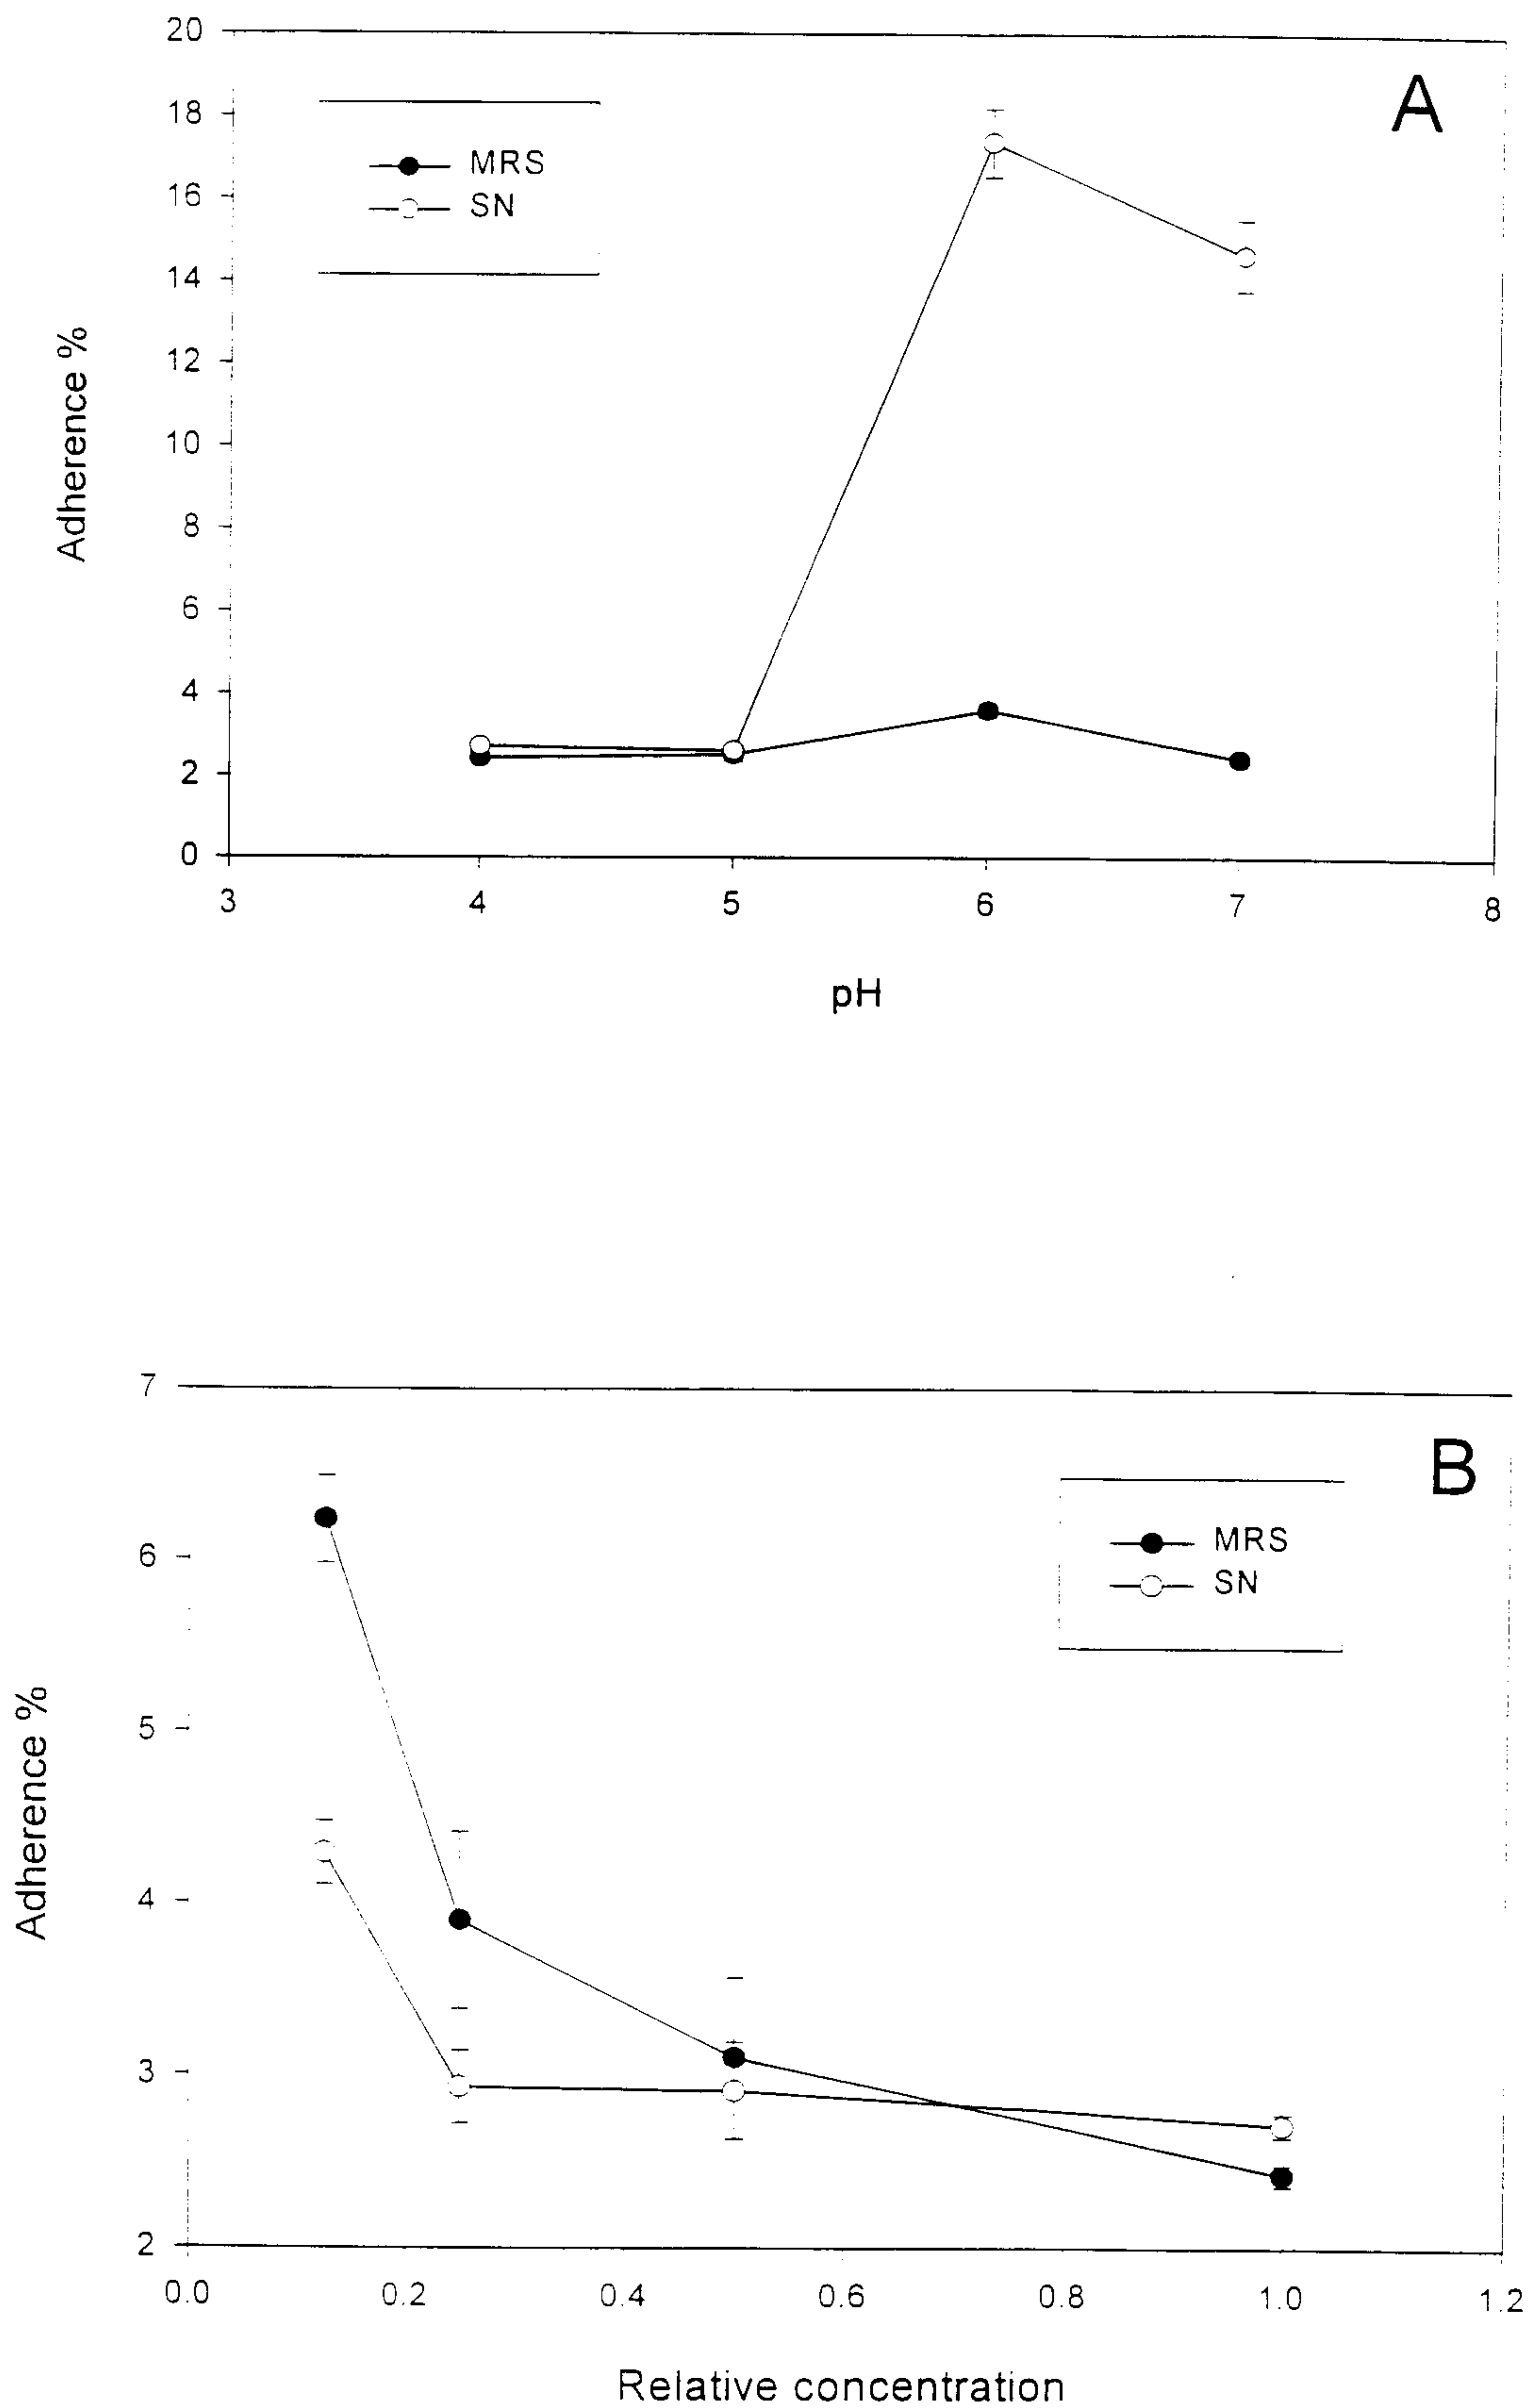 20
18
16
14
12
10
8
6
4
2
0
Adherence %
MRS
SN
A
3 4 5 6 7 8
pH
7
6
5
4
3
2
Adherence %
MRS
SN
B
0.0 0.2 0.4 0.6 0.8 1.0 1.2
Relative concentration